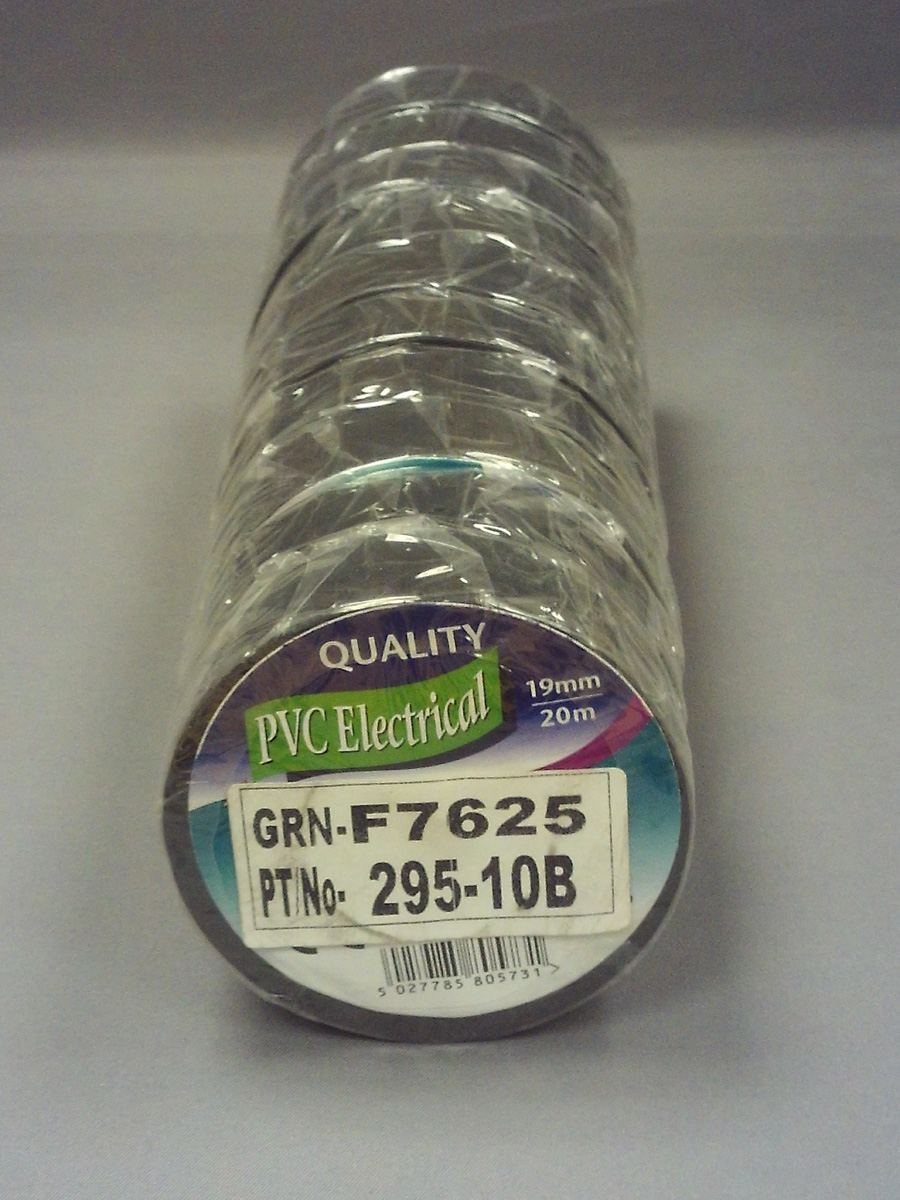 QUALITY
PVC Electrical
19mm
20m
GRN-F7625
PT/No- 295-10B
5 027785 805731 >